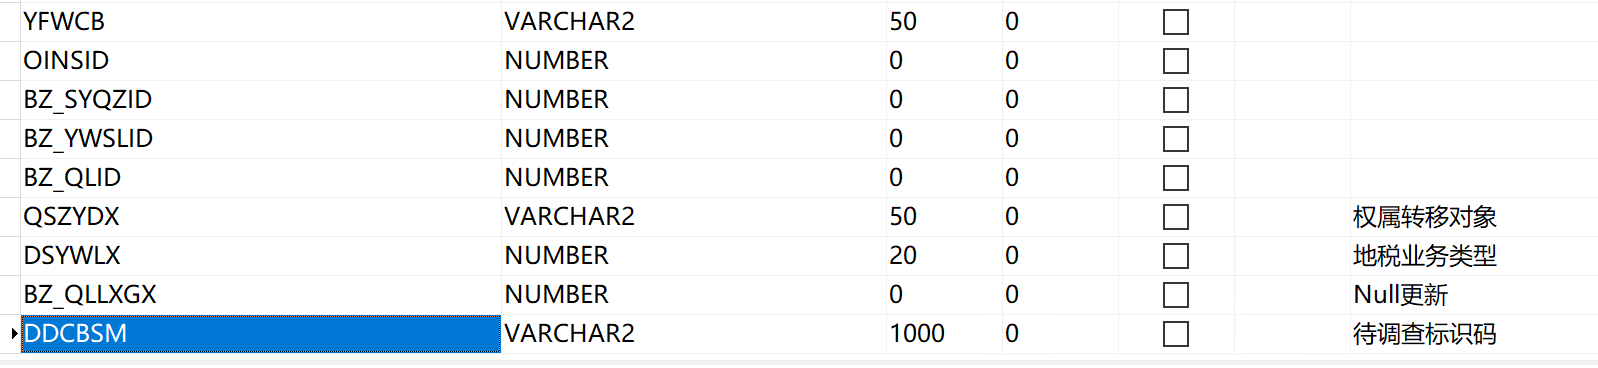 YFWCB VARCHAR2 50 0
OINSID NUMBER 0 0
BZ_SYQZID NUMBER 0 0
BZ_YWSLID NUMBER 0 0
BZ_QLID NUMBER 0 0
QSZYDX VARCHAR2 50 0 权属转移对象
DSYWLX NUMBER 20 0 地税业务类型
BZ_QLLXGX NUMBER 0 0 Null更新
DDCBSM VARCHAR2 1000 0 待调查标识码